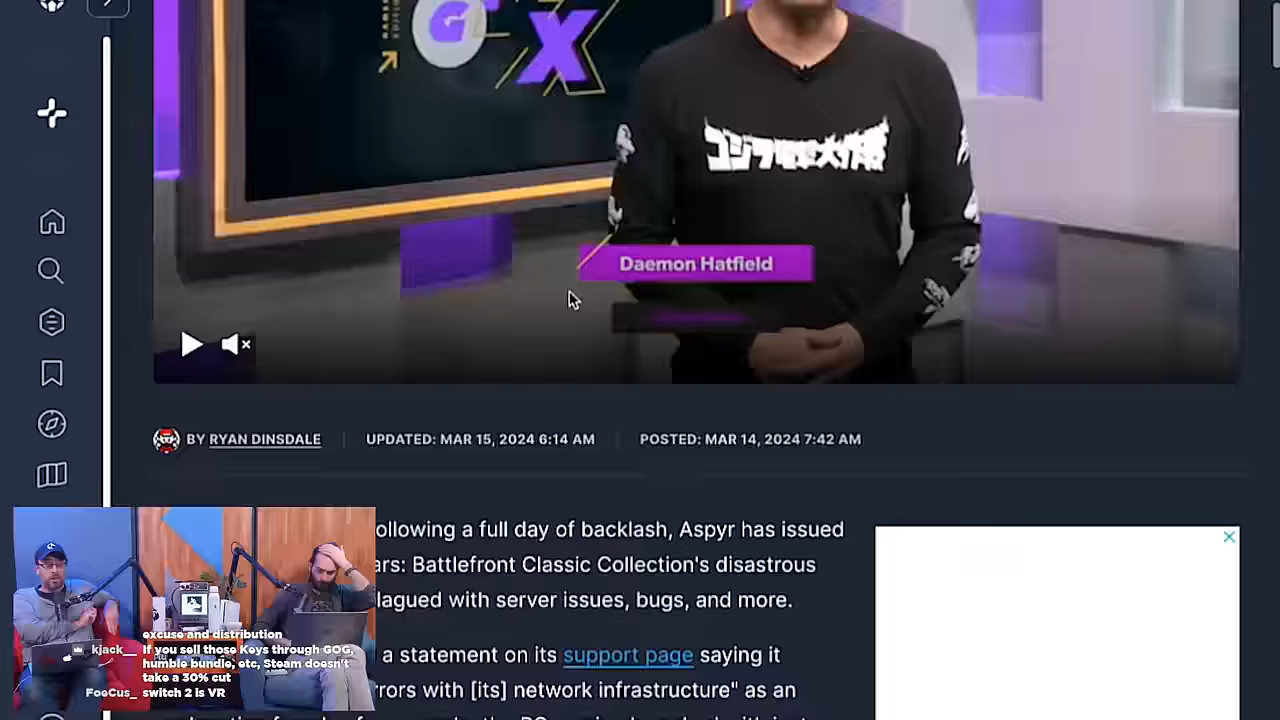 G
X
Daemon Hatfield
BY RYAN DINSDALE
UPDATED: MAR 15, 2024 6:14 AM
POSTED: MAR 14, 2024 7:42 AM
ollowing a full day of backlash, Aspyr has issued
ars: Battlefront Classic Collection's disastrous
lagued with server issues, bugs, and more.
a statement on its support page saying it
rrors with [its] network infrastructure" as an
excuse and distribution
kjack__ If you sell those Keys through GOG,
humble bundle, etc, Steam doesn't
take a 30% cut
FoeCus_ switch 2 is VR